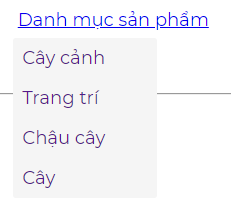 Danh mục sản phẩm
Cây cảnh
Trang trí
Chậu cây
Cây